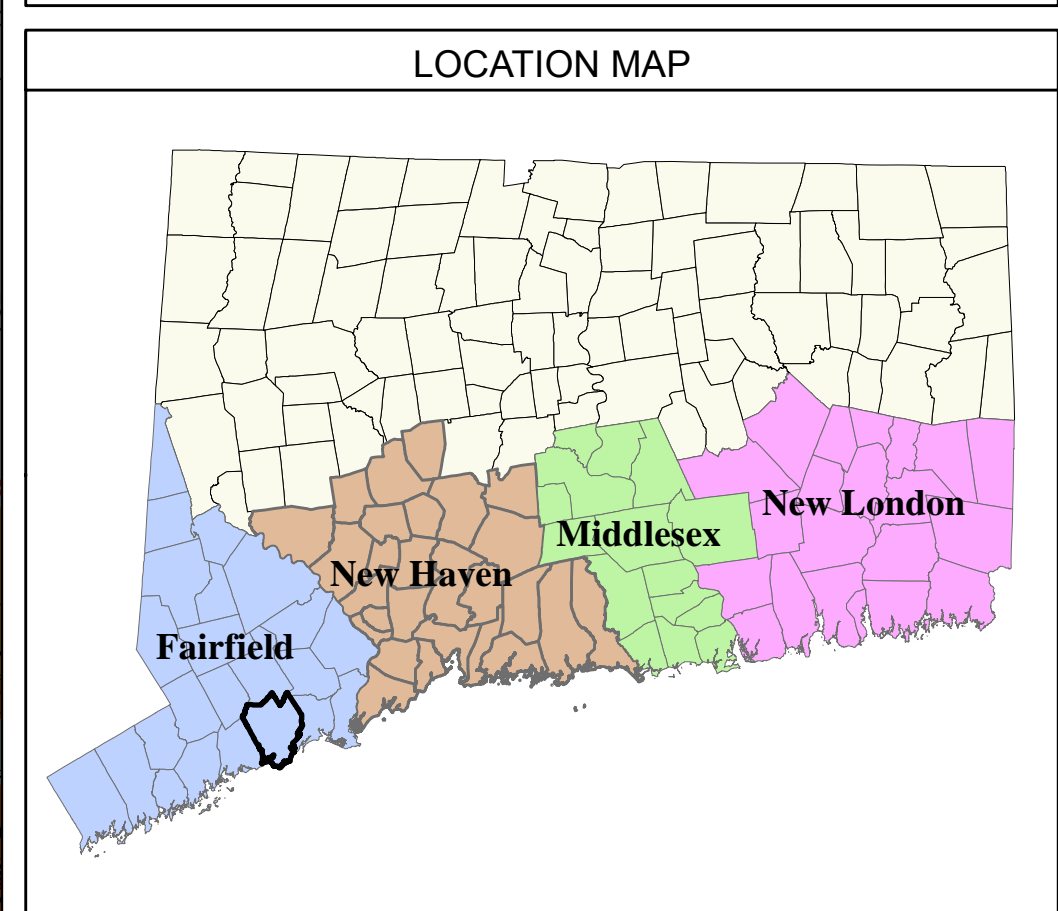 LOCATION MAP
New London
Middlesex
New Haven
Fairfield